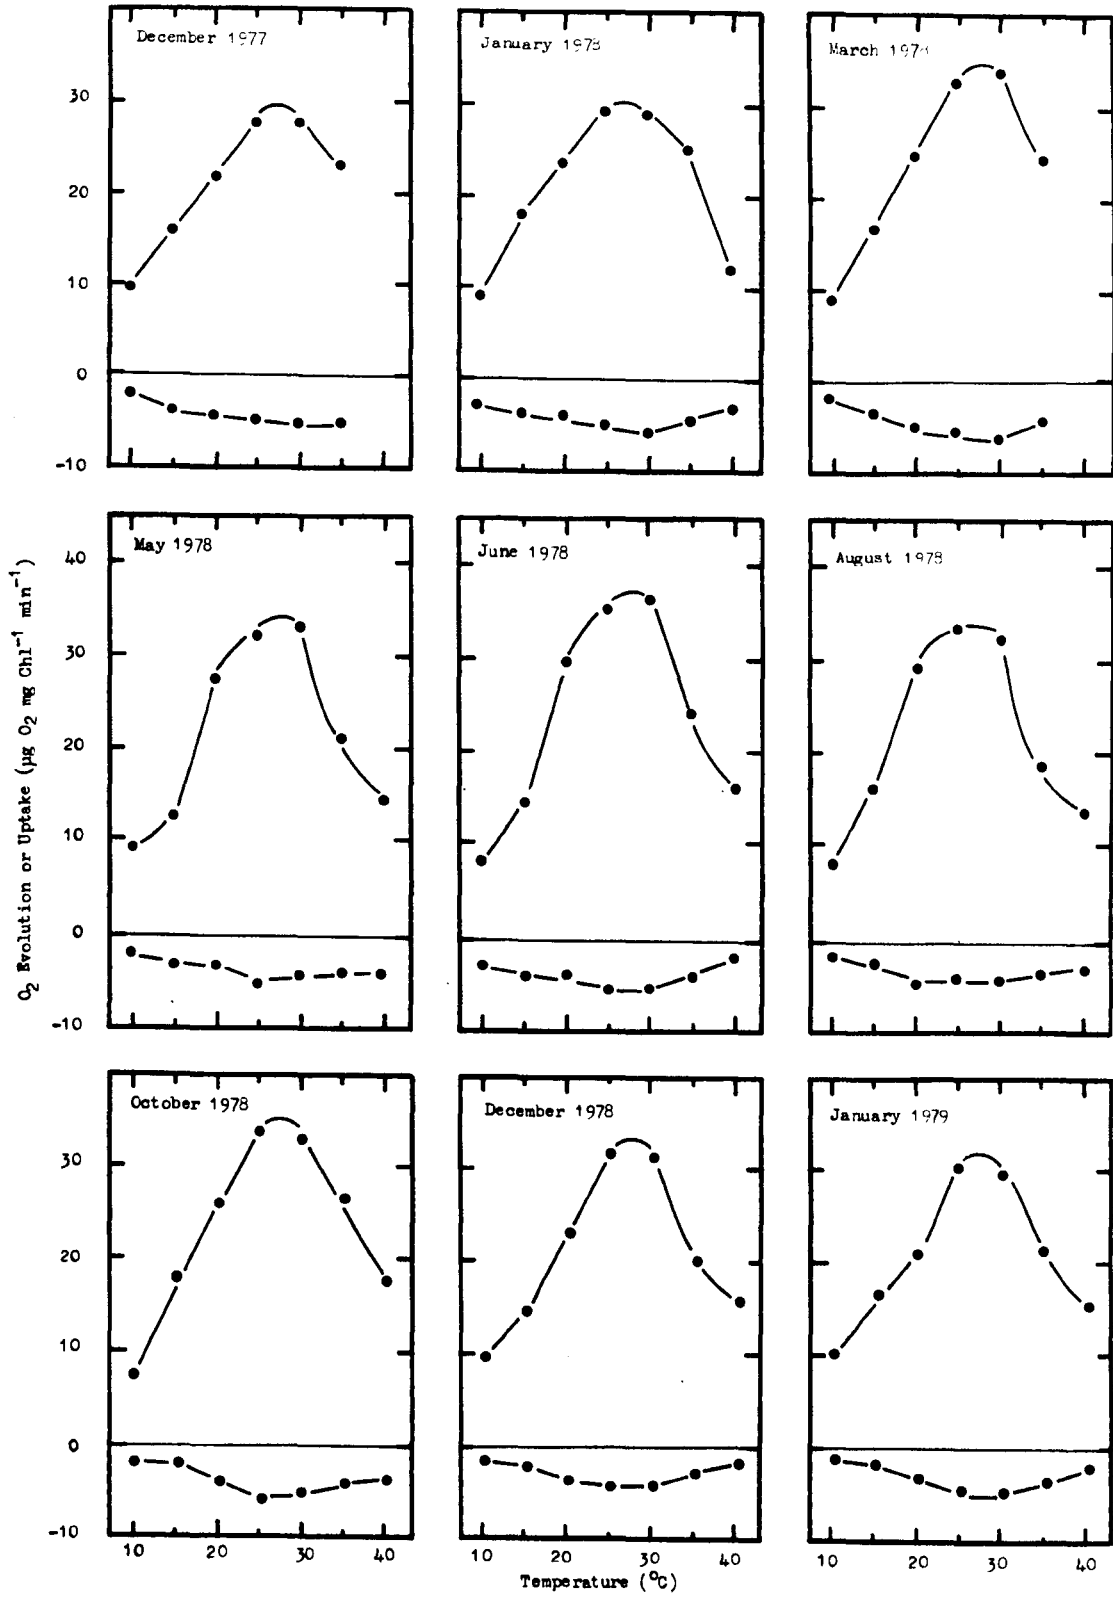 December 1977
January 1978
March 1978
30
20
10
0
-10
May 1978
June 1978
August 1978
40
30
20
10
0
-10
O2 Evolution or Uptake (µg O2 mg Chl-1 min-1)
October 1978
December 1978
January 1979
30
20
10
0
-10
10 20 30 40
10 20 30 40
10 20 30 40
Temperature (°C)